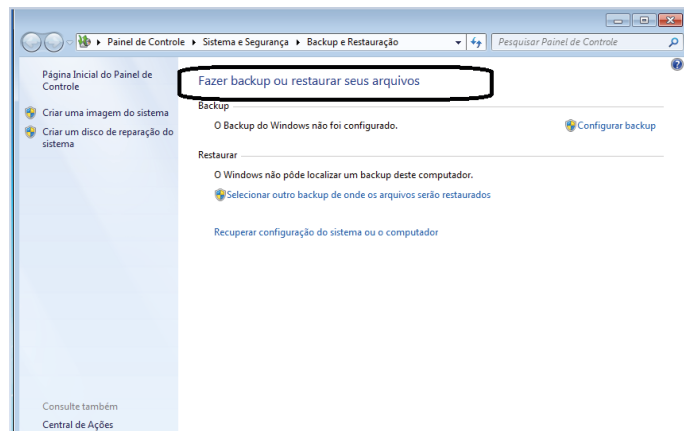 Painel de Controle Sistema e Segurança Backup e Restauração Pesquisar Painel de Controle
Página Inicial do Painel de
Controle
Criar uma imagem do sistema
Criar um disco de reparação do
sistema
Consulte também
Central de Ações
Fazer backup ou restaurar seus arquivos
Backup
O Backup do Windows não foi configurado. Configurar backup
Restaurar
O Windows não pôde localizar um backup deste computador.
Selecionar outro backup de onde os arquivos serão restaurados
Recuperar configuração do sistema ou o computador